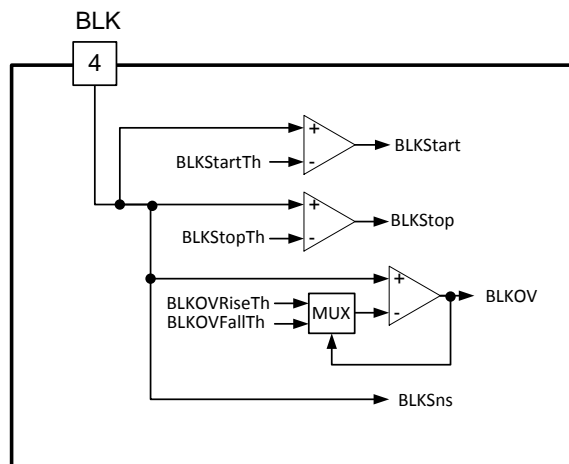 BLK
4
+
BLKStart
BLKStartTh
-
+
BLKStop
BLKStopTh
-
+
BLKOVRiseTh
BLKOV
BLKOVFallTh
MUX
-
BLKSns